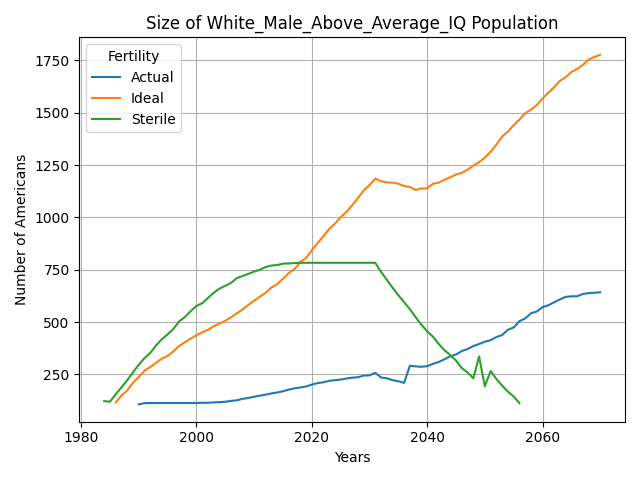 Size of White_Male_Above_Average_IQ Population
Fertility
Actual
Ideal
Sterile
Number of Americans
1750
1500
1250
1000
750
500
250
1980
2000
2020
2040
2060
Years